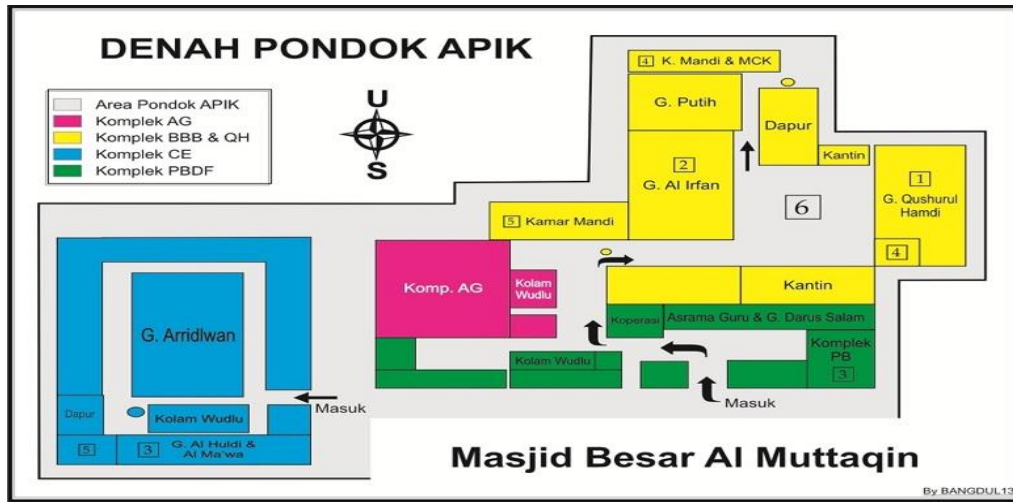 DENAH PONDOK APIK
Area Pondok APIK
Komplek AG
Komplek BBB & QH
Komplek CE
Komplek PBDF
U
S
4 K. Mandi & MCK
G. Putih
Dapur
Kantin
2
G. Al Irfan
1
G. Qushurul
Hamdi
6
5 Kamar Mandi
4
Komp. AG
Kolam
Wudlu
Kantin
Koperasi
Asrama Guru & G. Darus Salam
Komplek
PB
3
Kolam Wudlu
Masuk
G. Arridlwan
Masuk
Dapur
Kolam Wudlu
5
3
G. Al Huldi &
Al Ma'wa
Masjid Besar Al Muttaqin
By BANGDUL13